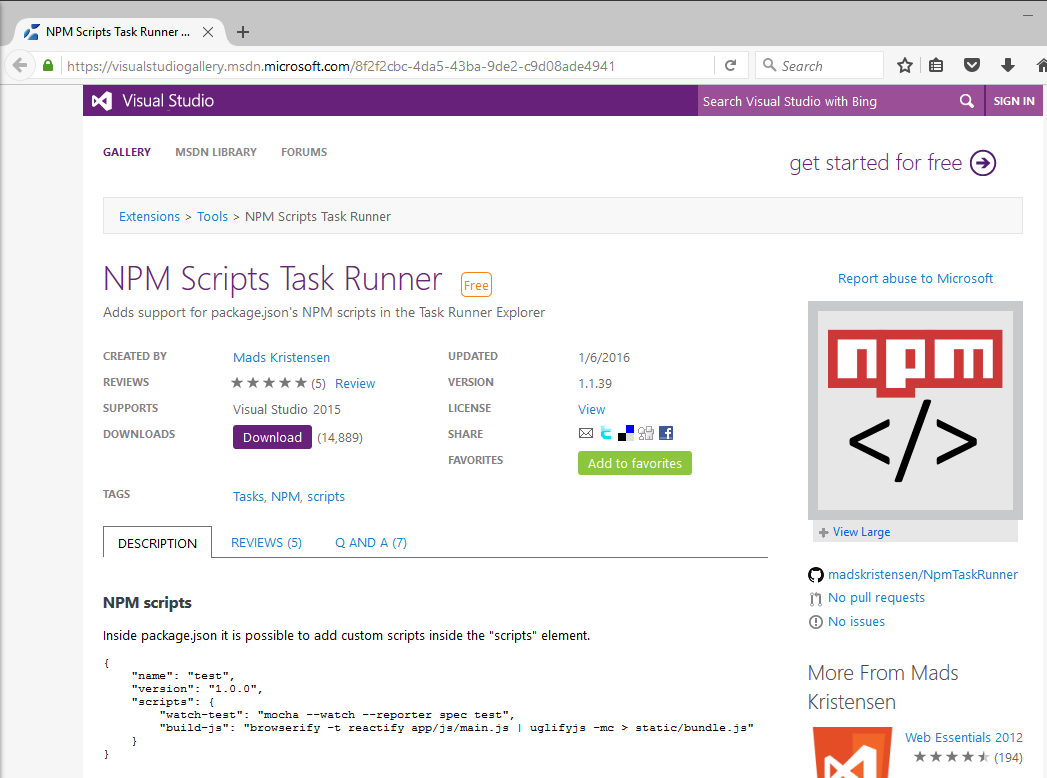 NPM Scripts Task Runner ...
https://visualstudiogallery.msdn.microsoft.com/8f2f2cbc-4da5-43ba-9de2-c9d08ade4941
Search
Visual Studio
Search Visual Studio with Bing
SIGN IN
GALLERY MSDN LIBRARY FORUMS
get started for free
Extensions > Tools > NPM Scripts Task Runner
NPM Scripts Task Runner Free
Adds support for package.json's NPM scripts in the Task Runner Explorer
CREATED BY Mads Kristensen
REVIEWS (5) Review
SUPPORTS Visual Studio 2015
DOWNLOADS Download (14,889)
UPDATED 1/6/2016
VERSION 1.1.39
LICENSE View
SHARE
FAVORITES Add to favorites
TAGS Tasks, NPM, scripts
DESCRIPTION REVIEWS (5) Q AND A (7)
NPM scripts
Inside package.json it is possible to add custom scripts inside the "scripts" element.
{
    "name": "test",
    "version": "1.0.0",
    "scripts": {
        "watch-test": "mocha --watch --reporter spec test",
        "build-js": "browserify -t reactify app/js/main.js | uglifyjs -mc > static/bundle.js"
    }
}
Report abuse to Microsoft
npm
</>
View Large
madskristensen/NpmTaskRunner
No pull requests
No issues
More From Mads
Kristensen
Web Essentials 2012
(194)